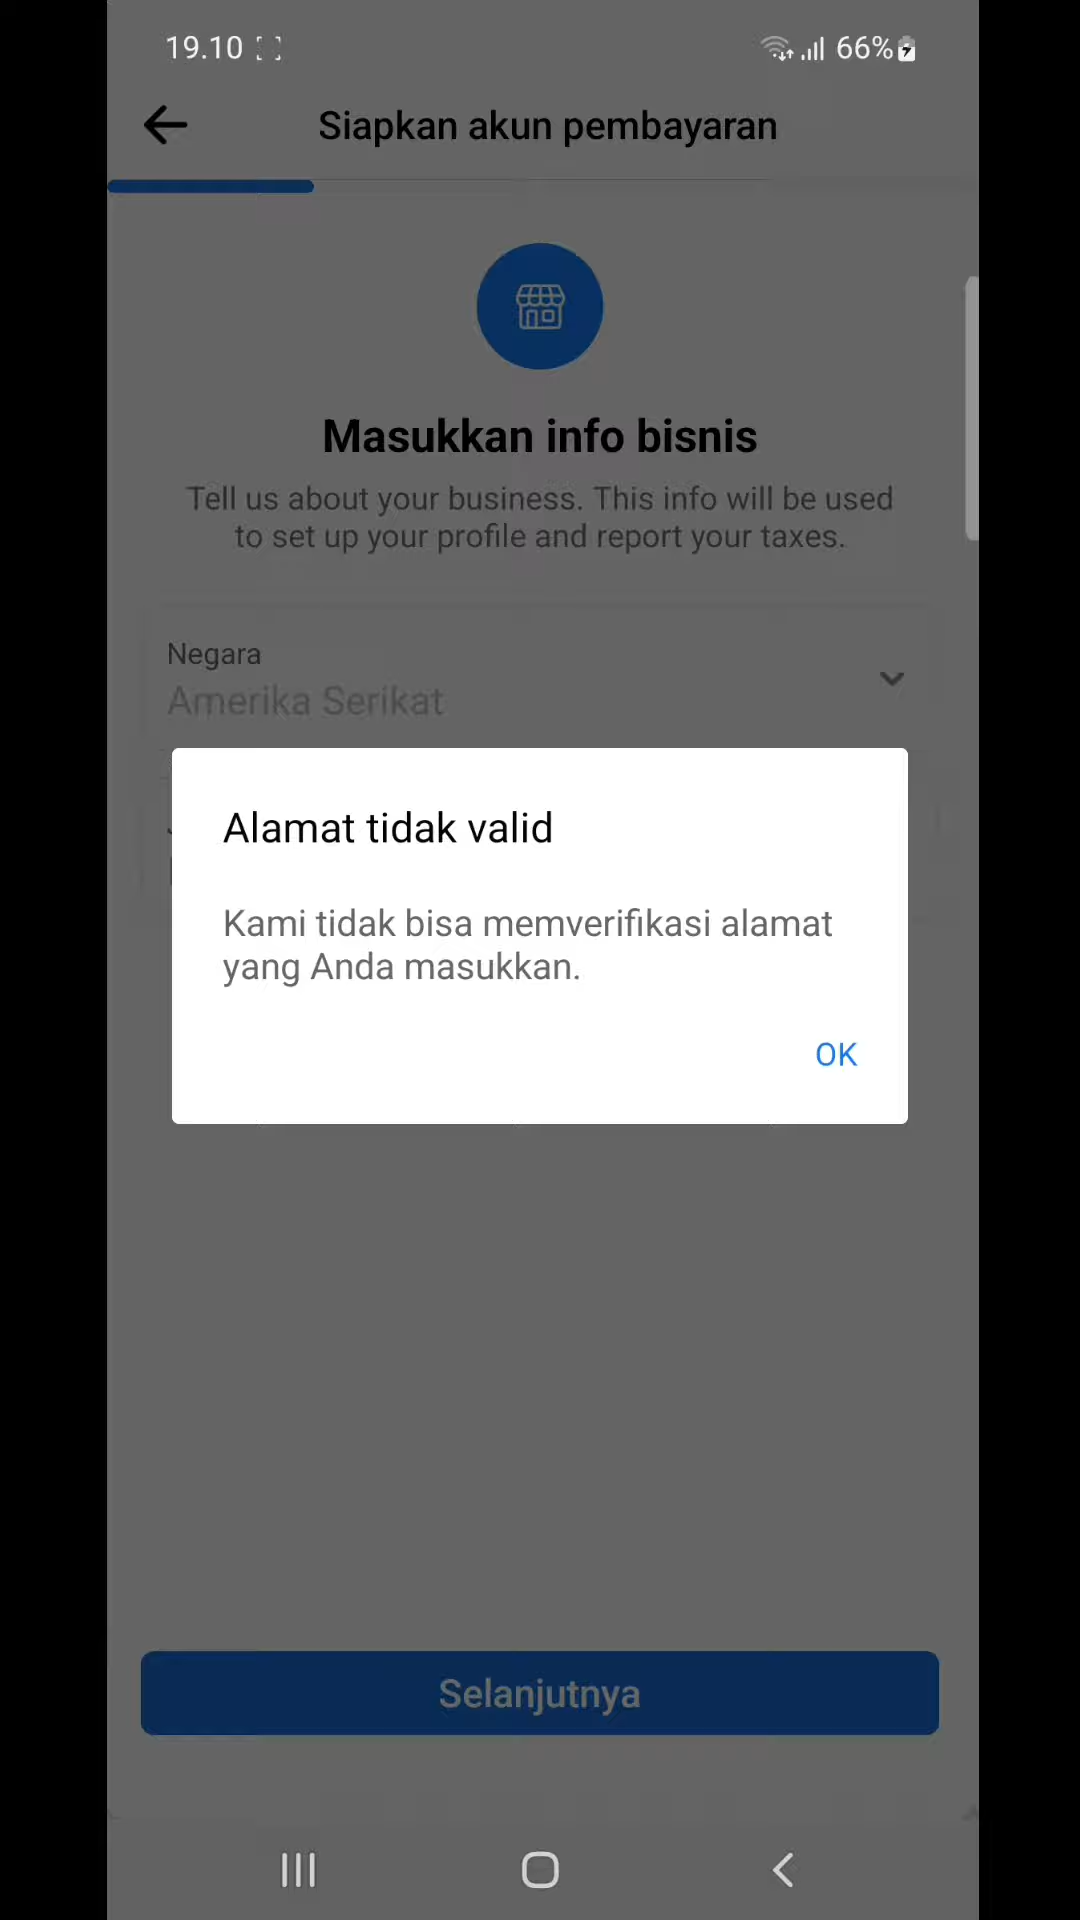 19.10
66%
Siapkan akun pembayaran
Masukkan info bisnis
Tell us about your business. This info will be used
to set up your profile and report your taxes.
Negara
Amerika Serikat
Alamat tidak valid
Kami tidak bisa memverifikasi alamat
yang Anda masukkan.
OK
Selanjutnya